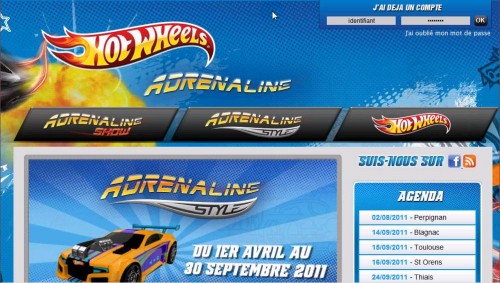 J'AI DEJA UN COMPTE
identifiant
OK
J'ai oublié mon mot de passe
HOT WHEELS
ADRENALINE
ADRENALINE
SHOW
ADRENALINE
STYLE
HOT WHEELS
SUIS-NOUS SUR
ADRENALINE
STYLE
DU 1ER AVRIL AU
30 SEPTEMBRE 2011
AGENDA
02/08/2011 - Perpignan
14/09/2011 - Blagnac
16/09/2011 - Toulouse
16/09/2011 - St Orens
24/09/2011 - Thiais